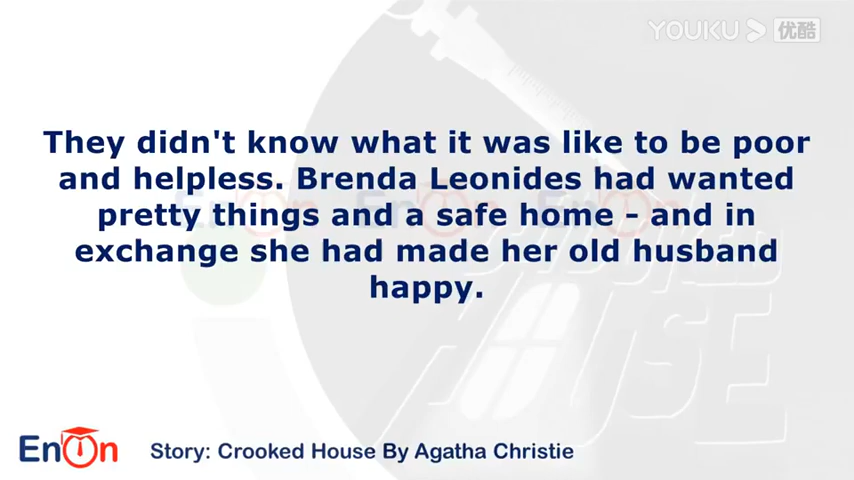 YOUKU 优酷
They didn't know what it was like to be poor
and helpless. Brenda Leonides had wanted
pretty things and a safe home - and in
exchange she had made her old husband
happy.
EnOn Story: Crooked House By Agatha Christie